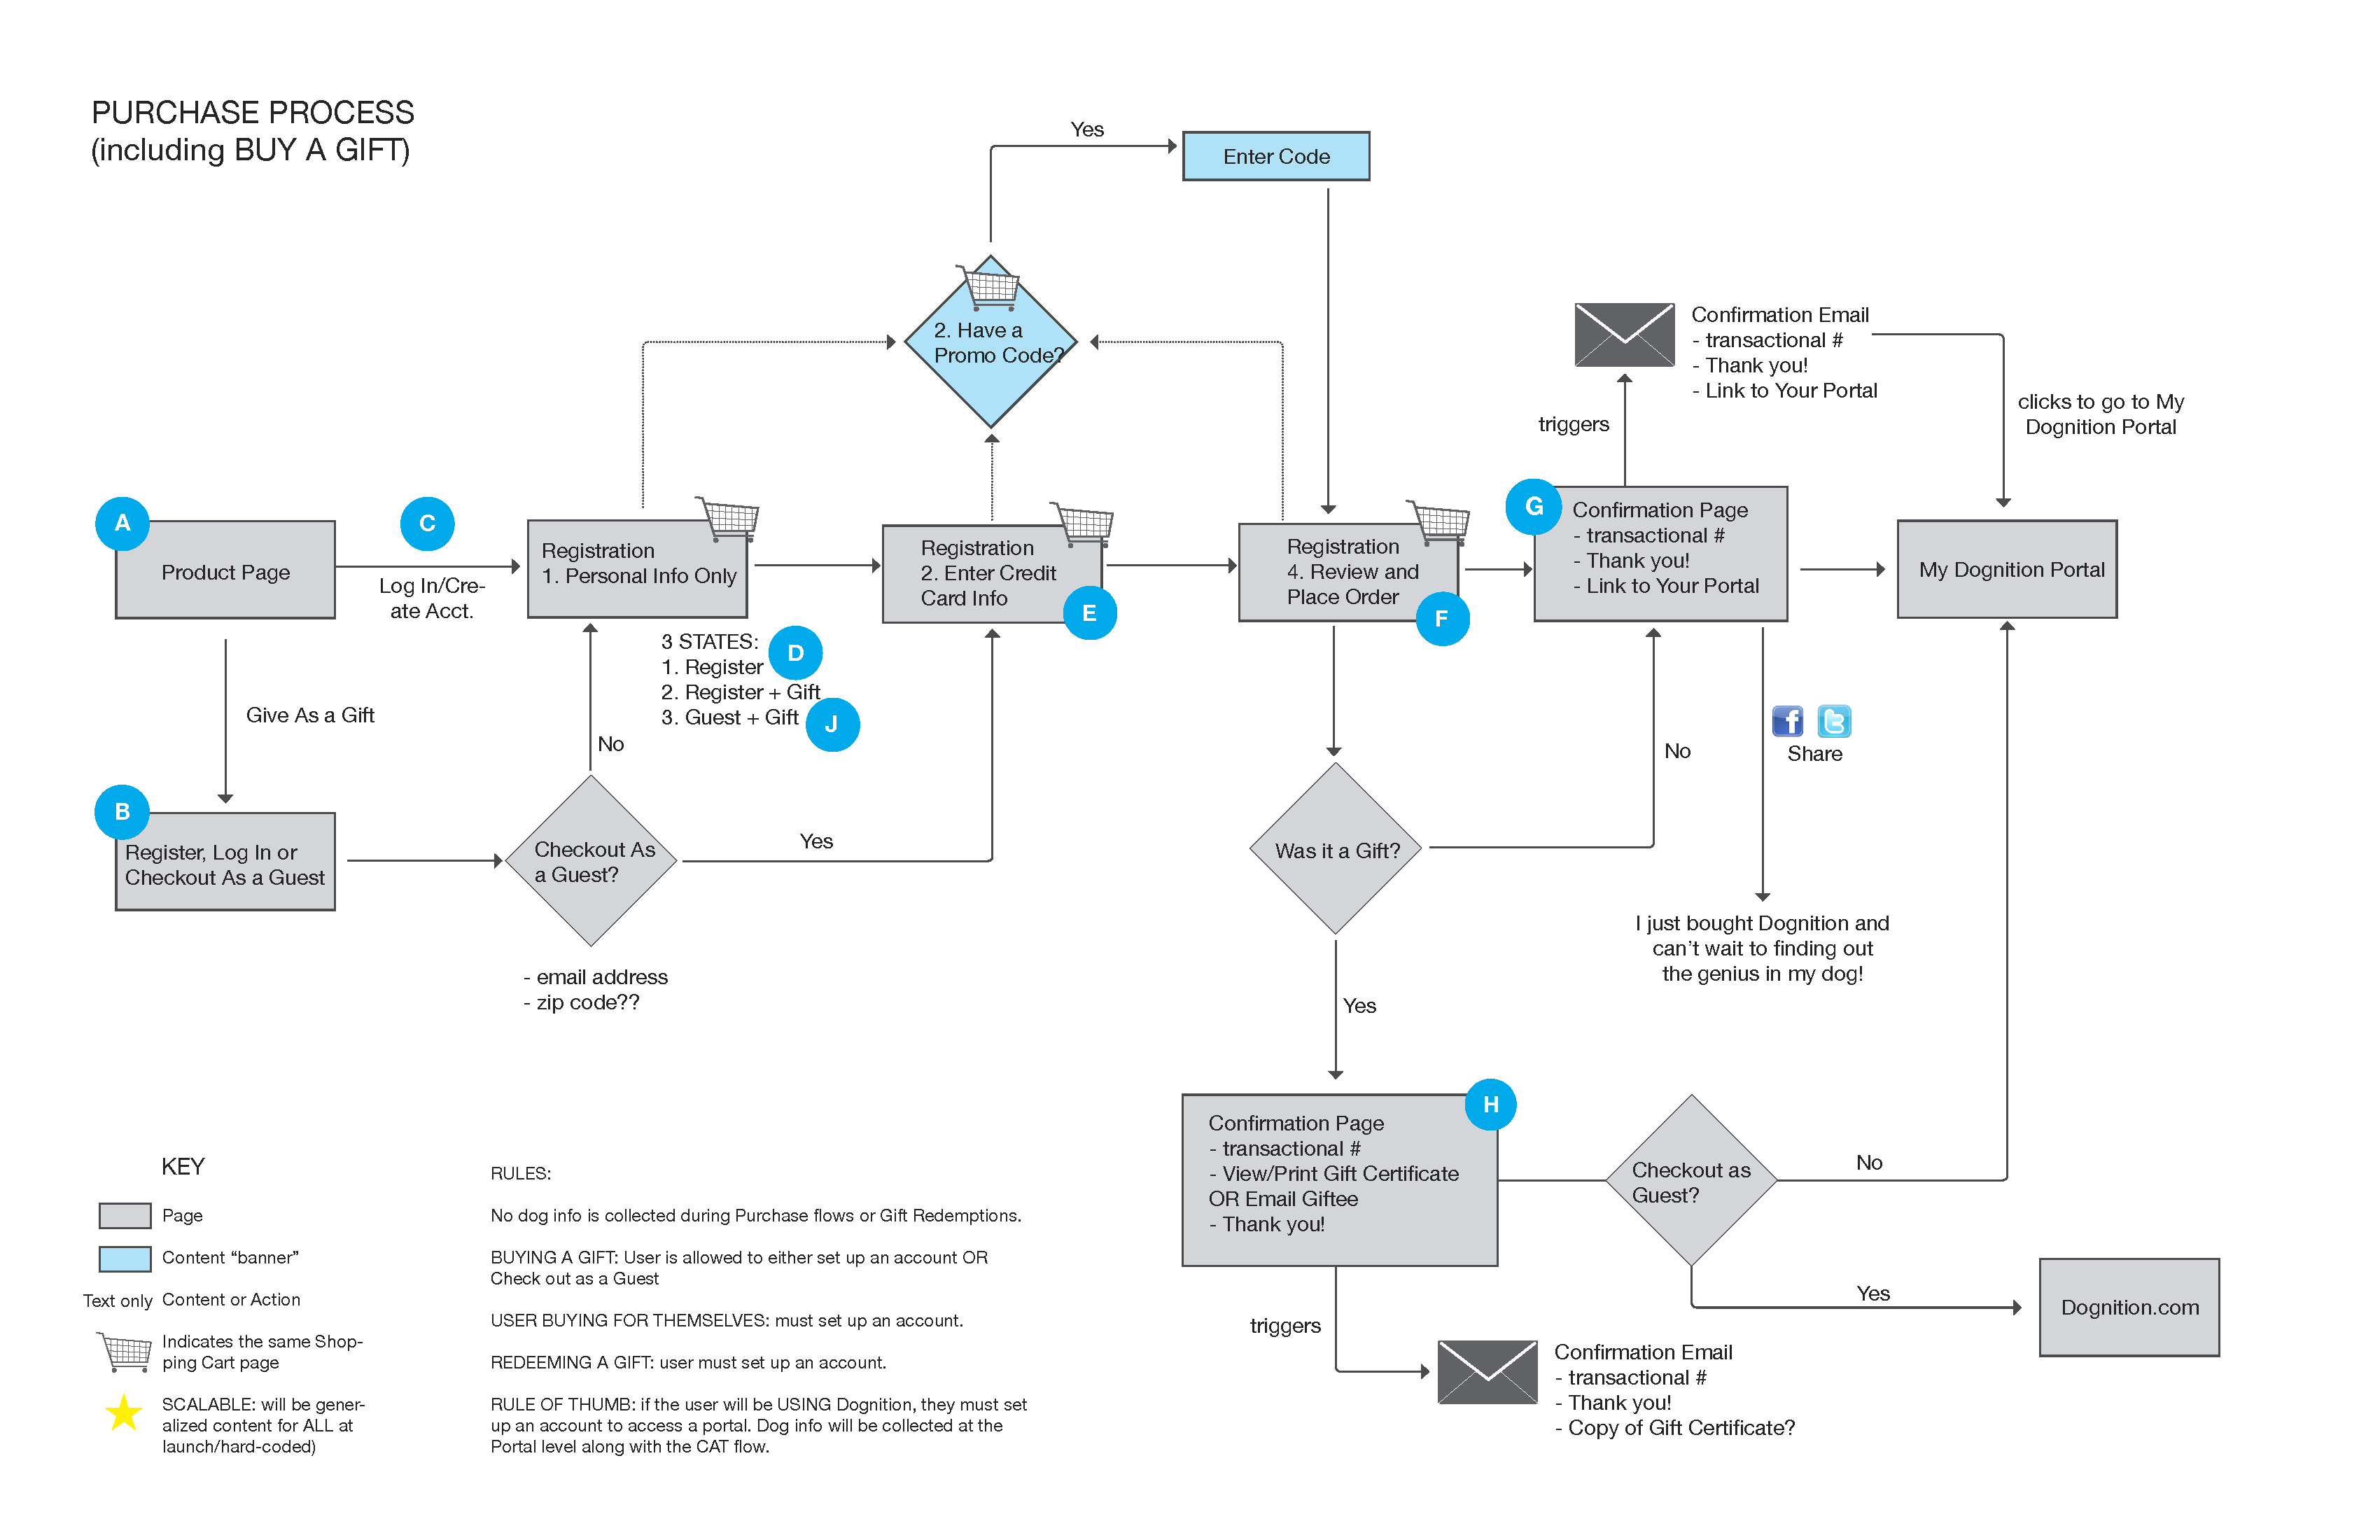 PURCHASE PROCESS
(including BUY A GIFT)
Yes
Enter Code
2. Have a
Promo Code?
Confirmation Email
- transactional #
- Thank you!
- Link to Your Portal
triggers
clicks to go to My
Dognition Portal
A
Product Page
C
Log In/Cre-
ate Acct.
Registration
1. Personal Info Only
Registration
2. Enter Credit
Card Info
E
Registration
4. Review and
Place Order
F
G
Confirmation Page
- transactional #
- Thank you!
- Link to Your Portal
My Dognition Portal
3 STATES:
1. Register
2. Register + Gift
3. Guest + Gift
D
J
Give As a Gift
No
B
Register, Log In or
Checkout As a Guest
Checkout As
a Guest?
Yes
- email address
- zip code??
Was it a Gift?
No
f
t
Share
I just bought Dognition and
can't wait to finding out
the genius in my dog!
Yes
H
Confirmation Page
- transactional #
- View/Print Gift Certificate
OR Email Giftee
- Thank you!
Checkout as
Guest?
No
Yes
Dognition.com
triggers
Confirmation Email
- transactional #
- Thank you!
- Copy of Gift Certificate?
KEY
Page
Content “banner”
Text only Content or Action
Indicates the same Shop-
ping Cart page
SCALABLE: will be gener-
alized content for ALL at
launch/hard-coded)
RULES:
No dog info is collected during Purchase flows or Gift Redemptions.
BUYING A GIFT: User is allowed to either set up an account OR
Check out as a Guest
USER BUYING FOR THEMSELVES: must set up an account.
REDEEMING A GIFT: user must set up an account.
RULE OF THUMB: if the user will be USING Dognition, they must set
up an account to access a portal. Dog info will be collected at the
Portal level along with the CAT flow.